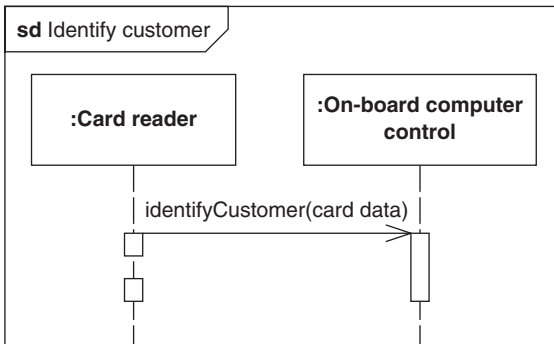 sd Identify customer
:Card reader
:On-board computer
control
identifyCustomer(card data)